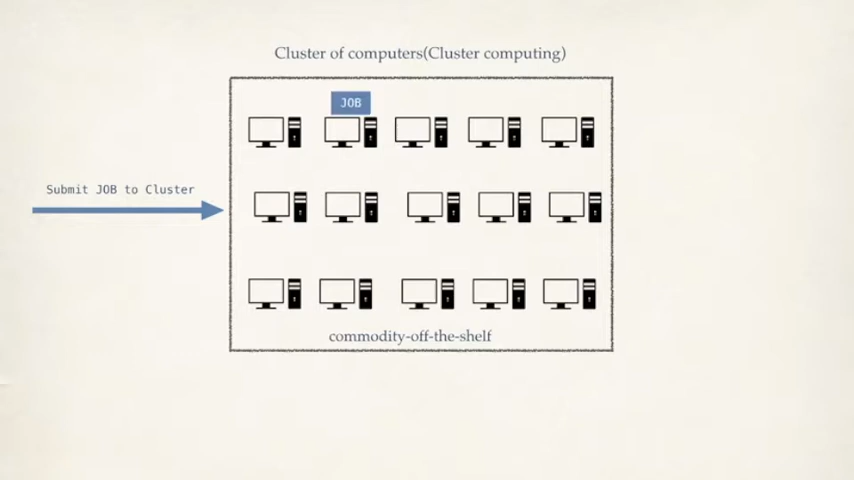 Cluster of computers(Cluster computing)
JOB
Submit JOB to Cluster
commodity-off-the-shelf